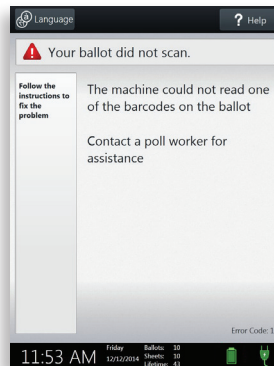 Language
? Help
Your ballot did not scan.
Follow the
instructions to
fix the
problem
The machine could not read one
of the barcodes on the ballot
Contact a poll worker for
assistance
Error Code: 1
11:53 AM
Friday
12/12/2014
Ballots: 10
Sheets: 10
Lifetime: 43